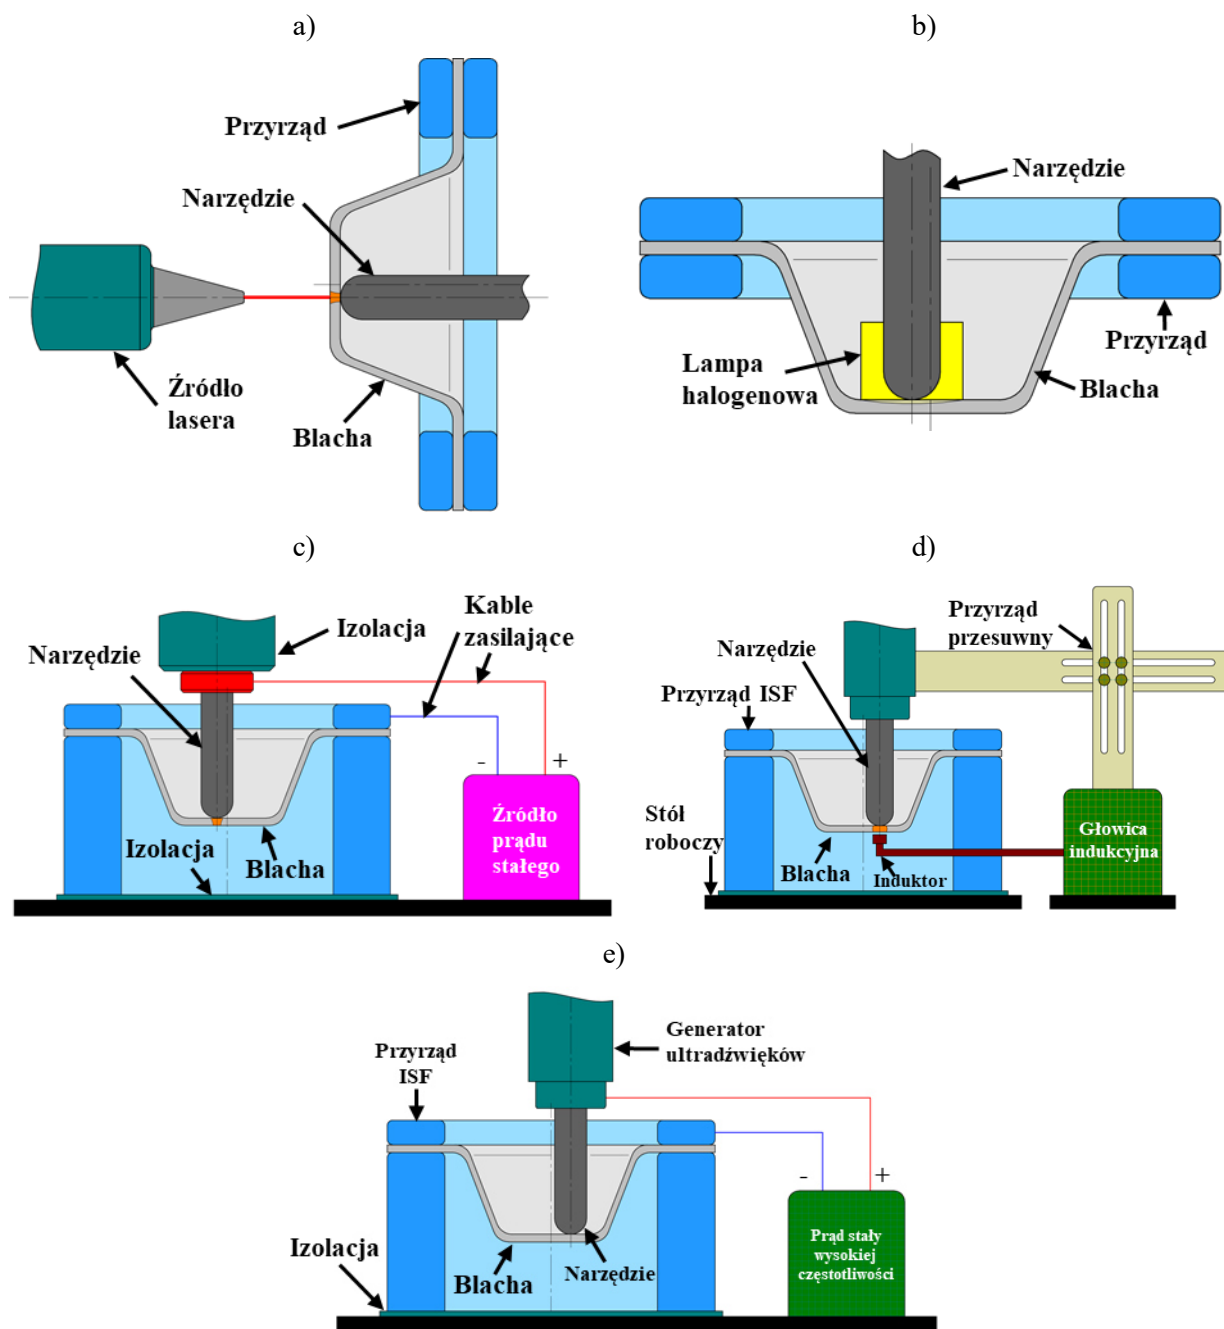 a)
Przyrząd
Narzędzie
Źródło
lasera
Blacha
b)
Narzędzie
Przyrząd
Lampa
halogenowa
Blacha
c)
Kable
zasilające
Izolacja
Narzędzie
-
+
Źródło
prądu
stałego
Izolacja
Blacha
d)
Przyrząd
przesuwny
Narzędzie
Przyrząd ISF
Stół
roboczy
Głowica
indukcyjna
Blacha
Induktor
e)
Generator
ultradźwięków
Przyrząd
ISF
-
+
Prąd stały
wysokiej
częstotliwości
Izolacja
Blacha
Narzędzie